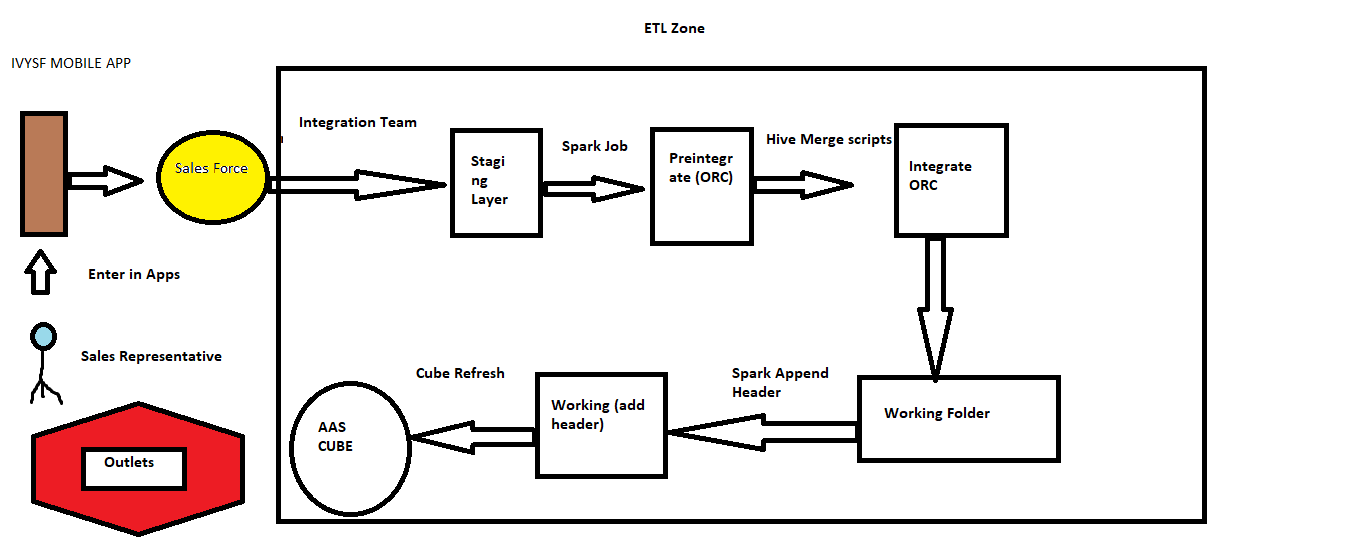 ETL Zone
IVYSF MOBILE APP
Integration Team
Sales Force
Stagi
ng
Layer
Spark Job
Preintegr
ate (ORC)
Hive Merge scripts
Integrate
ORC
Enter in Apps
Sales Representative
Outlets
AAS
CUBE
Cube Refresh
Working (add
header)
Spark Append
Header
Working Folder